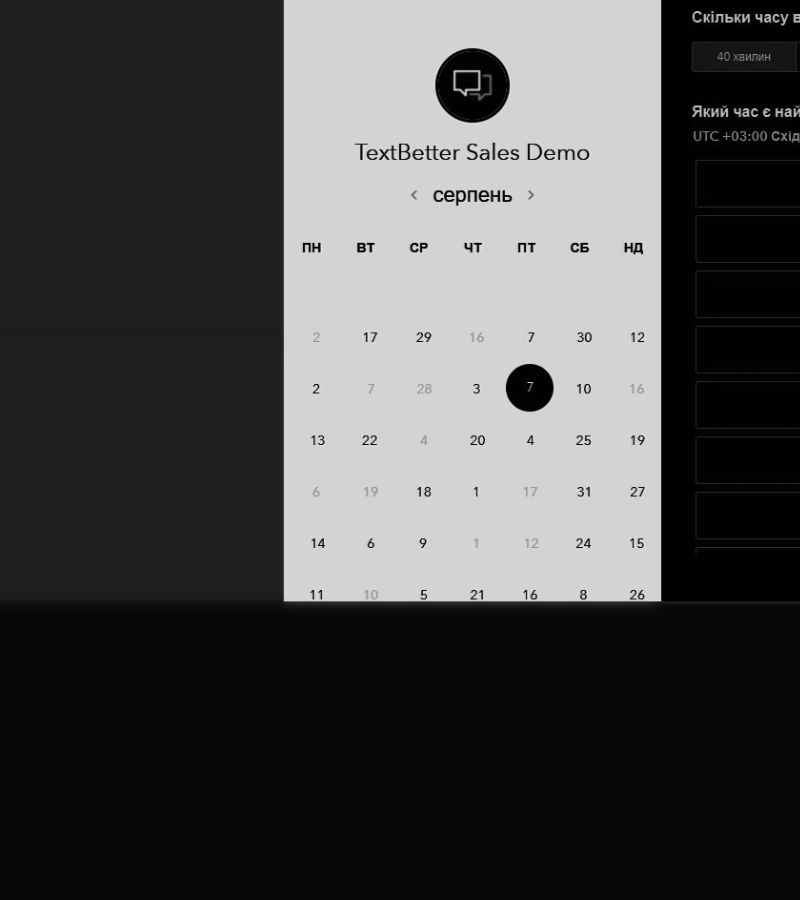 TextBetter Sales Demo
серпень
ПН ВТ СР ЧТ ПТ СБ НД
2 17 29 16 7 30 12
2 7 28 3 7 10 16
13 22 4 20 4 25 19
6 19 18 1 17 31 27
14 6 9 1 12 24 15
11 10 5 21 16 8 26
Скільки часу
40 хвилин
Який час є
UTC +03:00